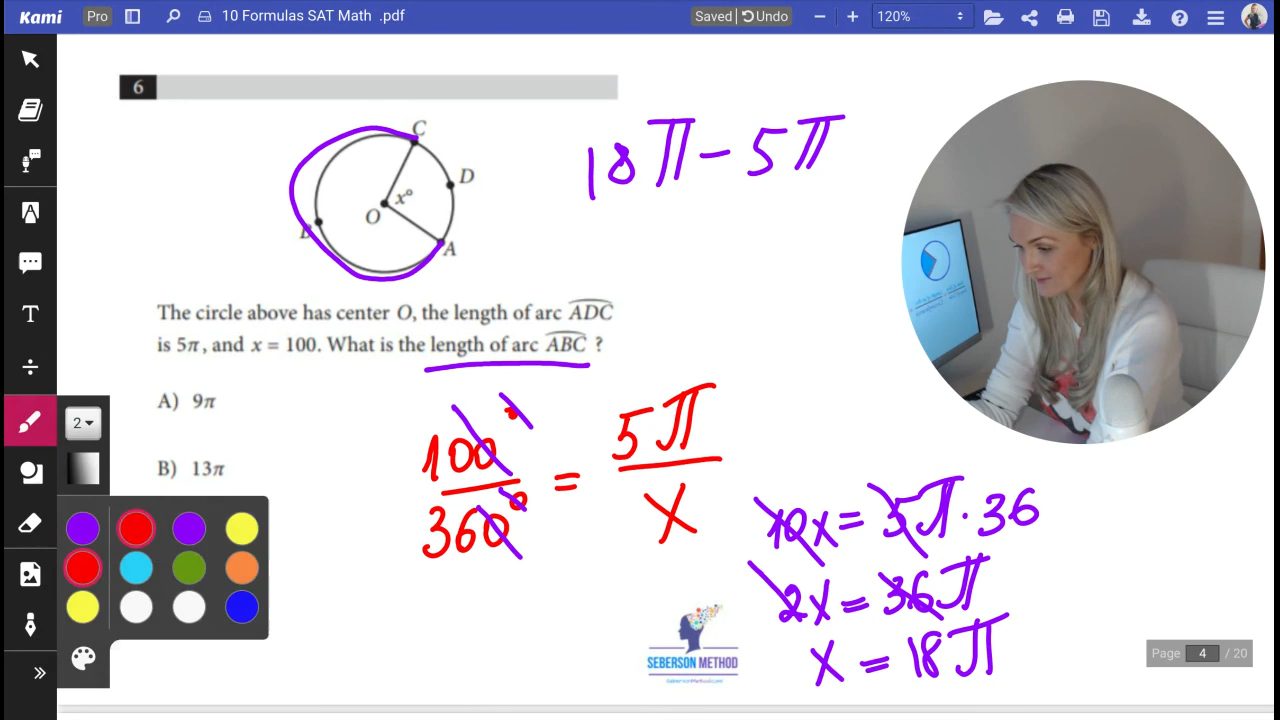 Kami
Pro
10 Formulas SAT Math .pdf
Saved
Undo
120%
6
C
D
x°
O
A
18π - 5π
The circle above has center O, the length of arc ADC
is 5π, and x = 100. What is the length of arc ABC ?
A) 9π
B) 13π
100° / 360° = 5π / x
10x = 5π · 36
2x = 36π
x = 18π
2
T
SEBERSON METHOD
SebersonMethod.com
Page 4 / 20